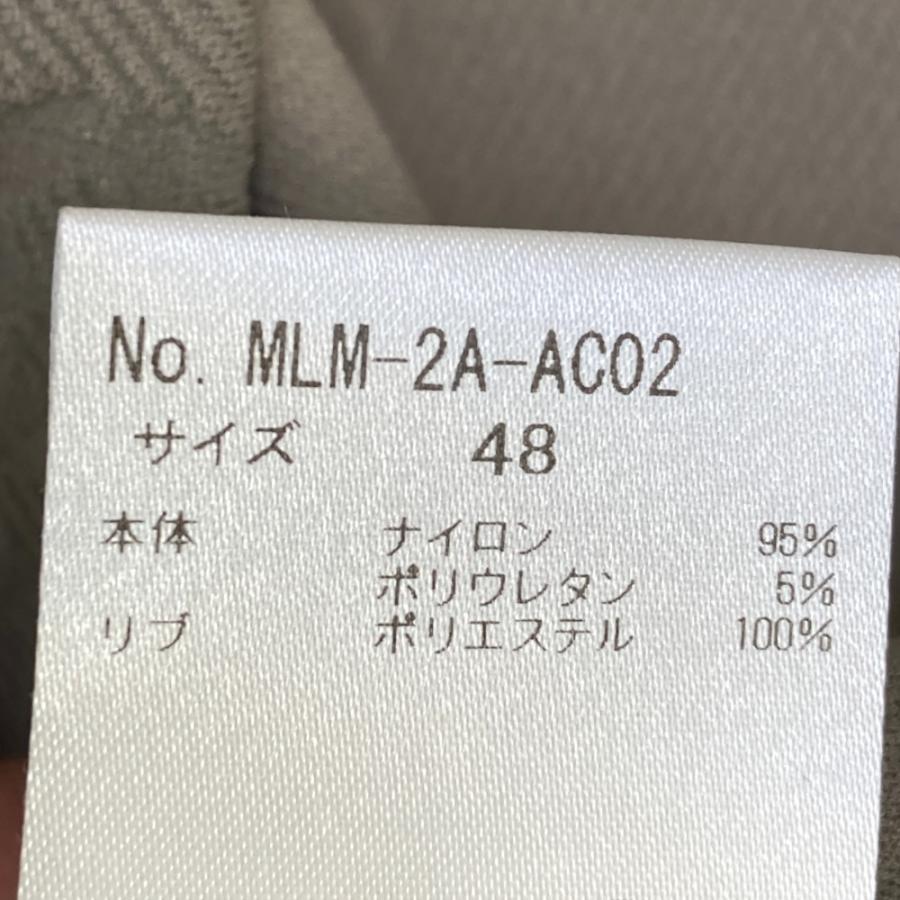 No. MLM-2A-AC02
サイズ 48
本体 ナイロン 95%
ポリウレタン 5%
リブ ポリエステル 100%